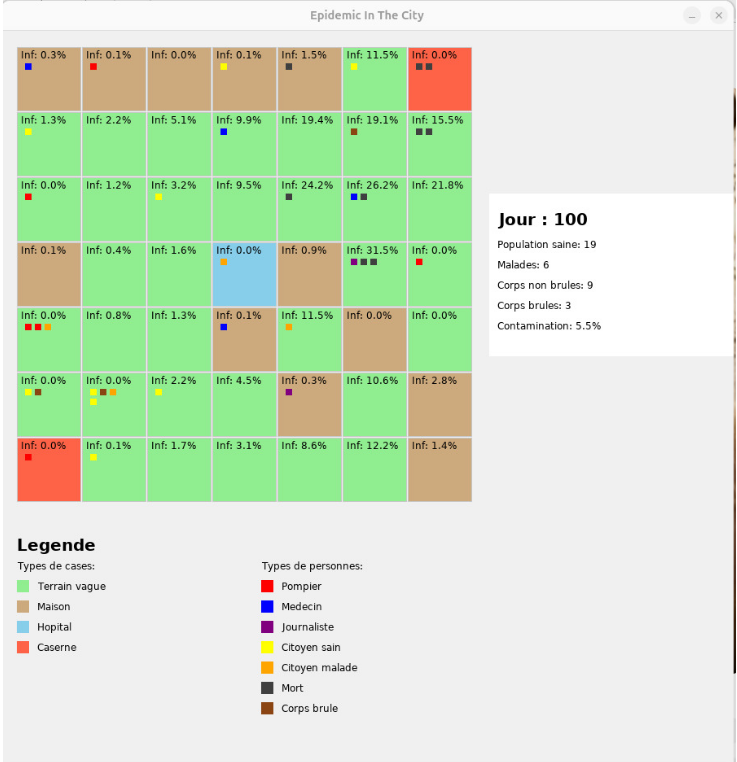 Epidemic In The City
Inf: 0.3% Inf: 0.1% Inf: 0.0% Inf: 0.1% Inf: 1.5% Inf: 11.5% Inf: 0.0%
Inf: 1.3% Inf: 2.2% Inf: 5.1% Inf: 9.9% Inf: 19.4% Inf: 19.1% Inf: 15.5%
Inf: 0.0% Inf: 1.2% Inf: 3.2% Inf: 9.5% Inf: 24.2% Inf: 26.2% Inf: 21.8%
Inf: 0.1% Inf: 0.4% Inf: 1.6% Inf: 0.0% Inf: 0.9% Inf: 31.5% Inf: 0.0%
Inf: 0.0% Inf: 0.8% Inf: 1.3% Inf: 0.1% Inf: 11.5% Inf: 0.0% Inf: 0.0%
Inf: 0.0% Inf: 0.0% Inf: 2.2% Inf: 4.5% Inf: 0.3% Inf: 10.6% Inf: 2.8%
Inf: 0.0% Inf: 0.1% Inf: 1.7% Inf: 3.1% Inf: 8.6% Inf: 12.2% Inf: 1.4%
Jour : 100
Population saine: 19
Malades: 6
Corps non brules: 9
Corps brules: 3
Contamination: 5.5%
Legende
Types de cases:
Terrain vague
Maison
Hopital
Caserne
Types de personnes:
Pompier
Medecin
Journaliste
Citoyen sain
Citoyen malade
Mort
Corps brule